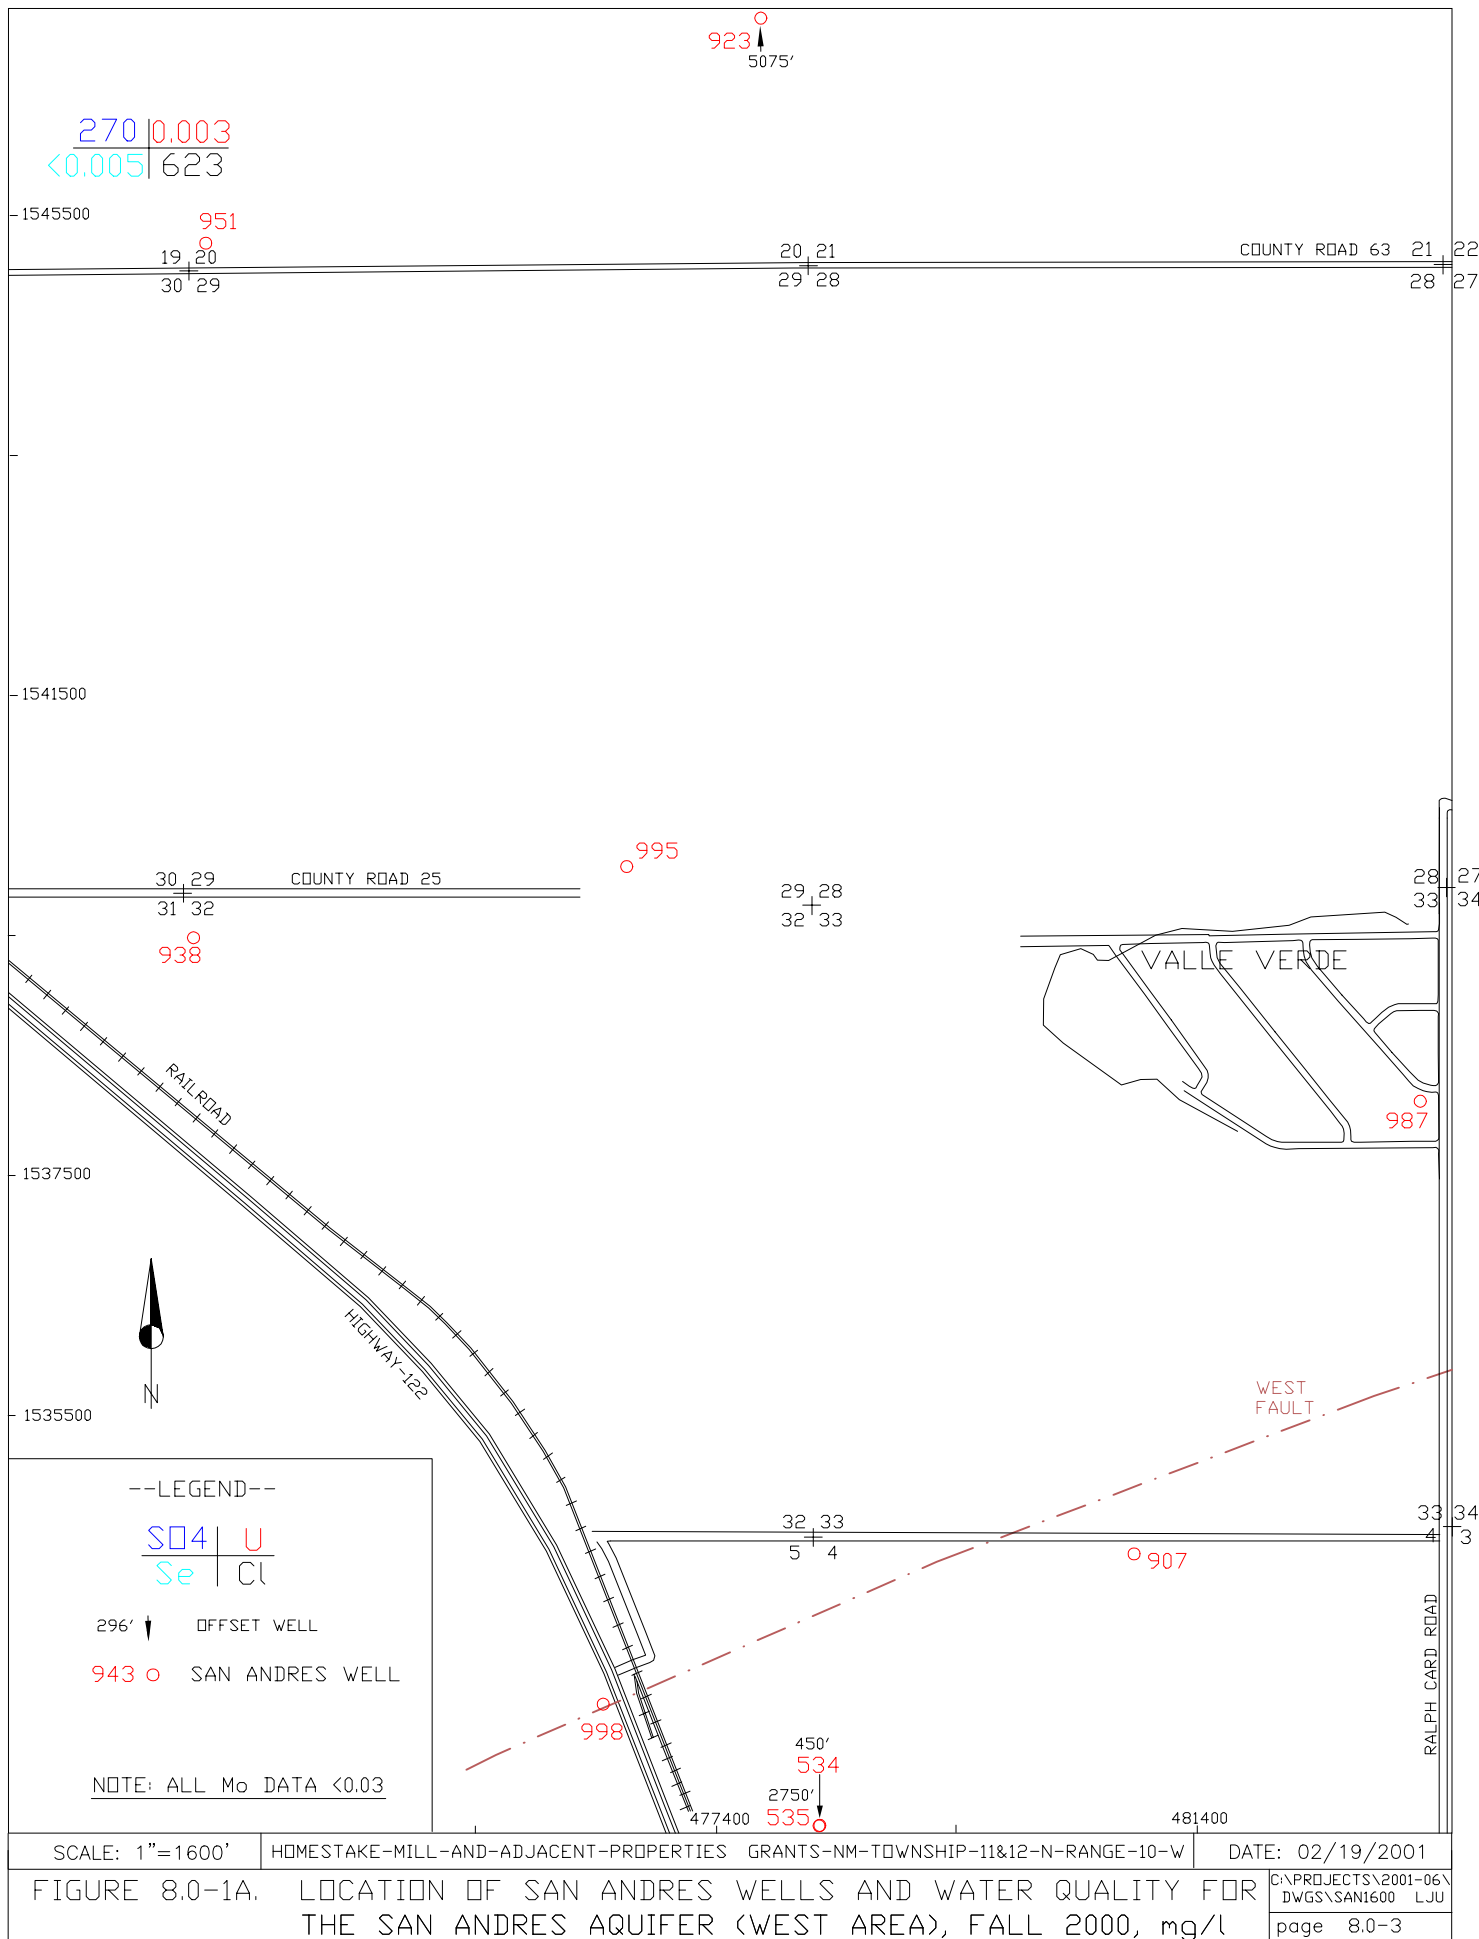 923
5075'
270 0.003
<0.005 623
1545500
951
19 20
30 29
20 21
29 28
COUNTY ROAD 63
21 22
28 27
1541500
995
30 29
31 32
COUNTY ROAD 25
29 28
32 33
28 27
33 34
938
VALLE VERDE
RAILROAD
987
1537500
HIGHWAY-122
N
WEST
FAULT
1535500
--LEGEND--
SO4 U
Se Cl
296' OFFSET WELL
943 SAN ANDRES WELL
NOTE: ALL Mo DATA <0.03
32 33
5 4
33 34
4 3
907
RALPH CARD ROAD
998
450'
534
2750'
535
477400
481400
SCALE: 1"=1600'
HOMESTAKE-MILL-AND-ADJACENT-PROPERTIES GRANTS-NM-TOWNSHIP-11&12-N-RANGE-10-W
DATE: 02/19/2001
FIGURE 8.0-1A. LOCATION OF SAN ANDRES WELLS AND WATER QUALITY FOR
THE SAN ANDRES AQUIFER (WEST AREA), FALL 2000, mg/l
C:\PROJECTS\2001-06\
DWGS\SAN1600 LJU
page 8.0-3